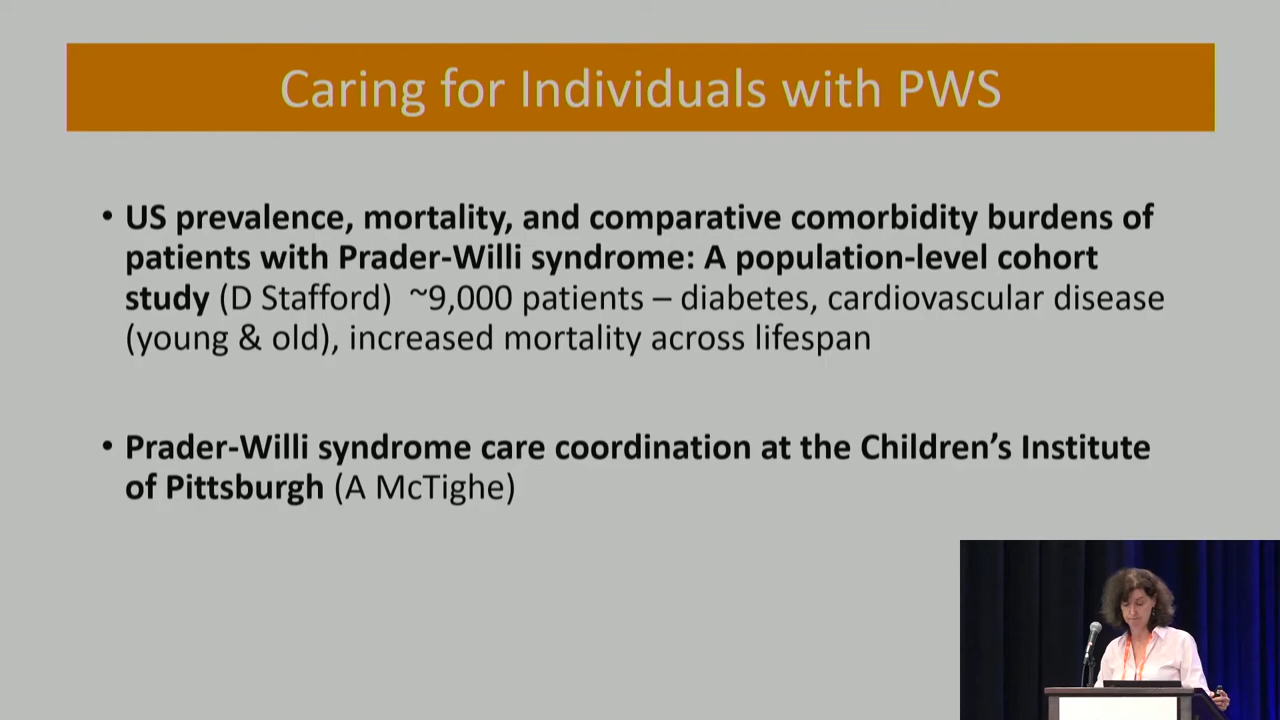 Caring for Individuals with PWS
• US prevalence, mortality, and comparative comorbidity burdens of
patients with Prader-Willi syndrome: A population-level cohort
study (D Stafford) ~9,000 patients – diabetes, cardiovascular disease
(young & old), increased mortality across lifespan
• Prader-Willi syndrome care coordination at the Children’s Institute
of Pittsburgh (A McTighe)